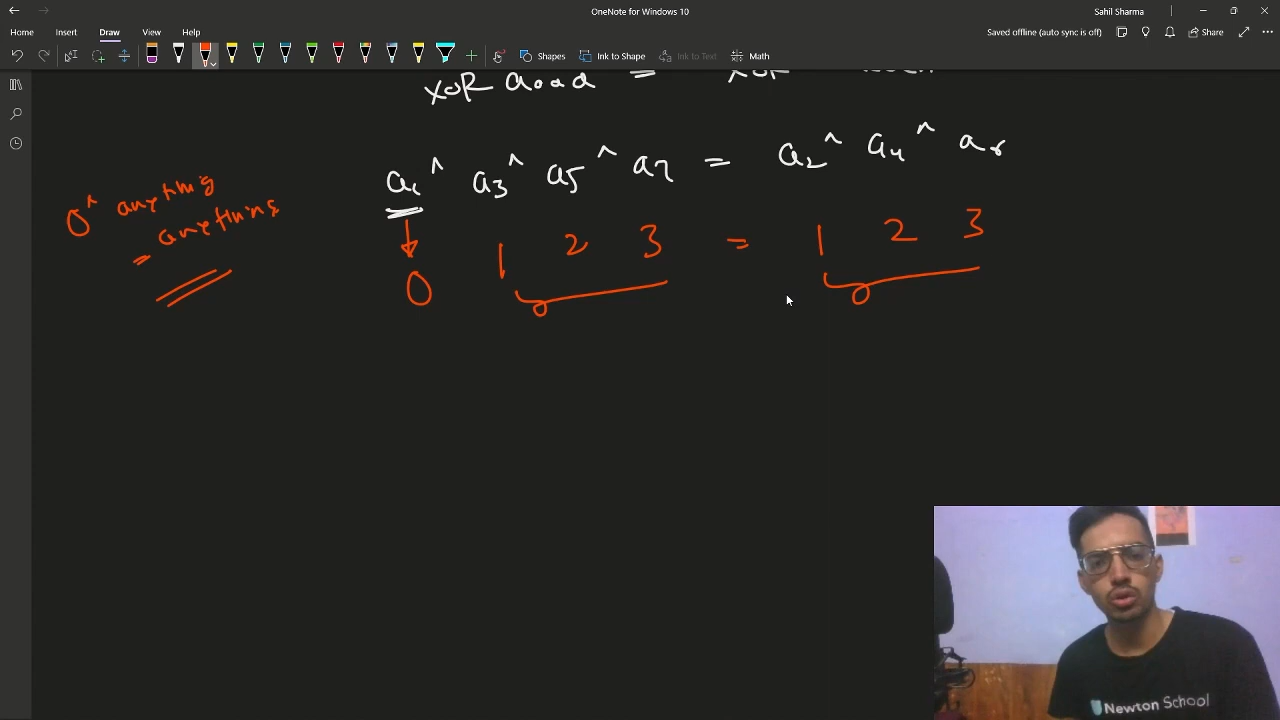 OneNote for Windows 10
Sahil Sharma
Home Insert Draw View Help
Saved offline (auto sync is off)
Share
Shapes
Ink to Shape
Ink to Text
Math
XOR =
a1 ^ a3 ^ a5 ^ a7 = a2 ^ a4 ^ a6
0 ^ anything
= anything
0 1 2 3 = 1 2 3
Newton School